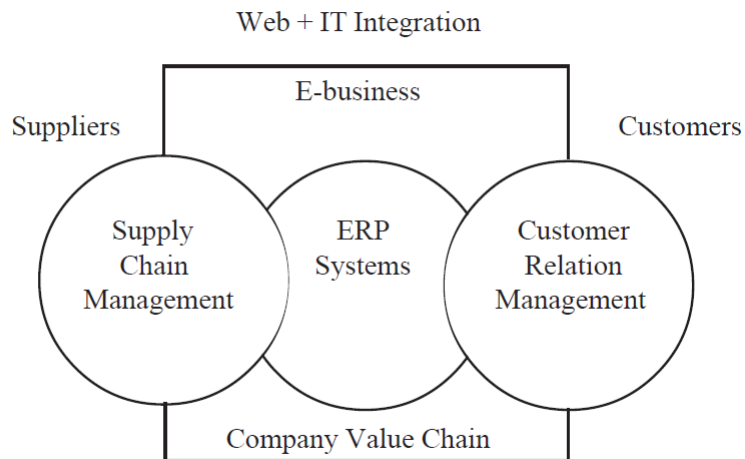 Web + IT Integration
E-business
Suppliers
Customers
Supply
Chain
Management
ERP
Systems
Customer
Relation
Management
Company Value Chain